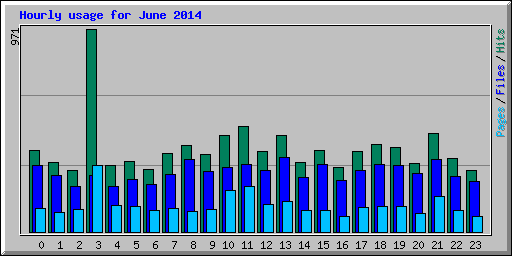 Hourly usage for June 2014
971
Pages / Files / Hits
0 1 2 3 4 5 6 7 8 9 10 11 12 13 14 15 16 17 18 19 20 21 22 23